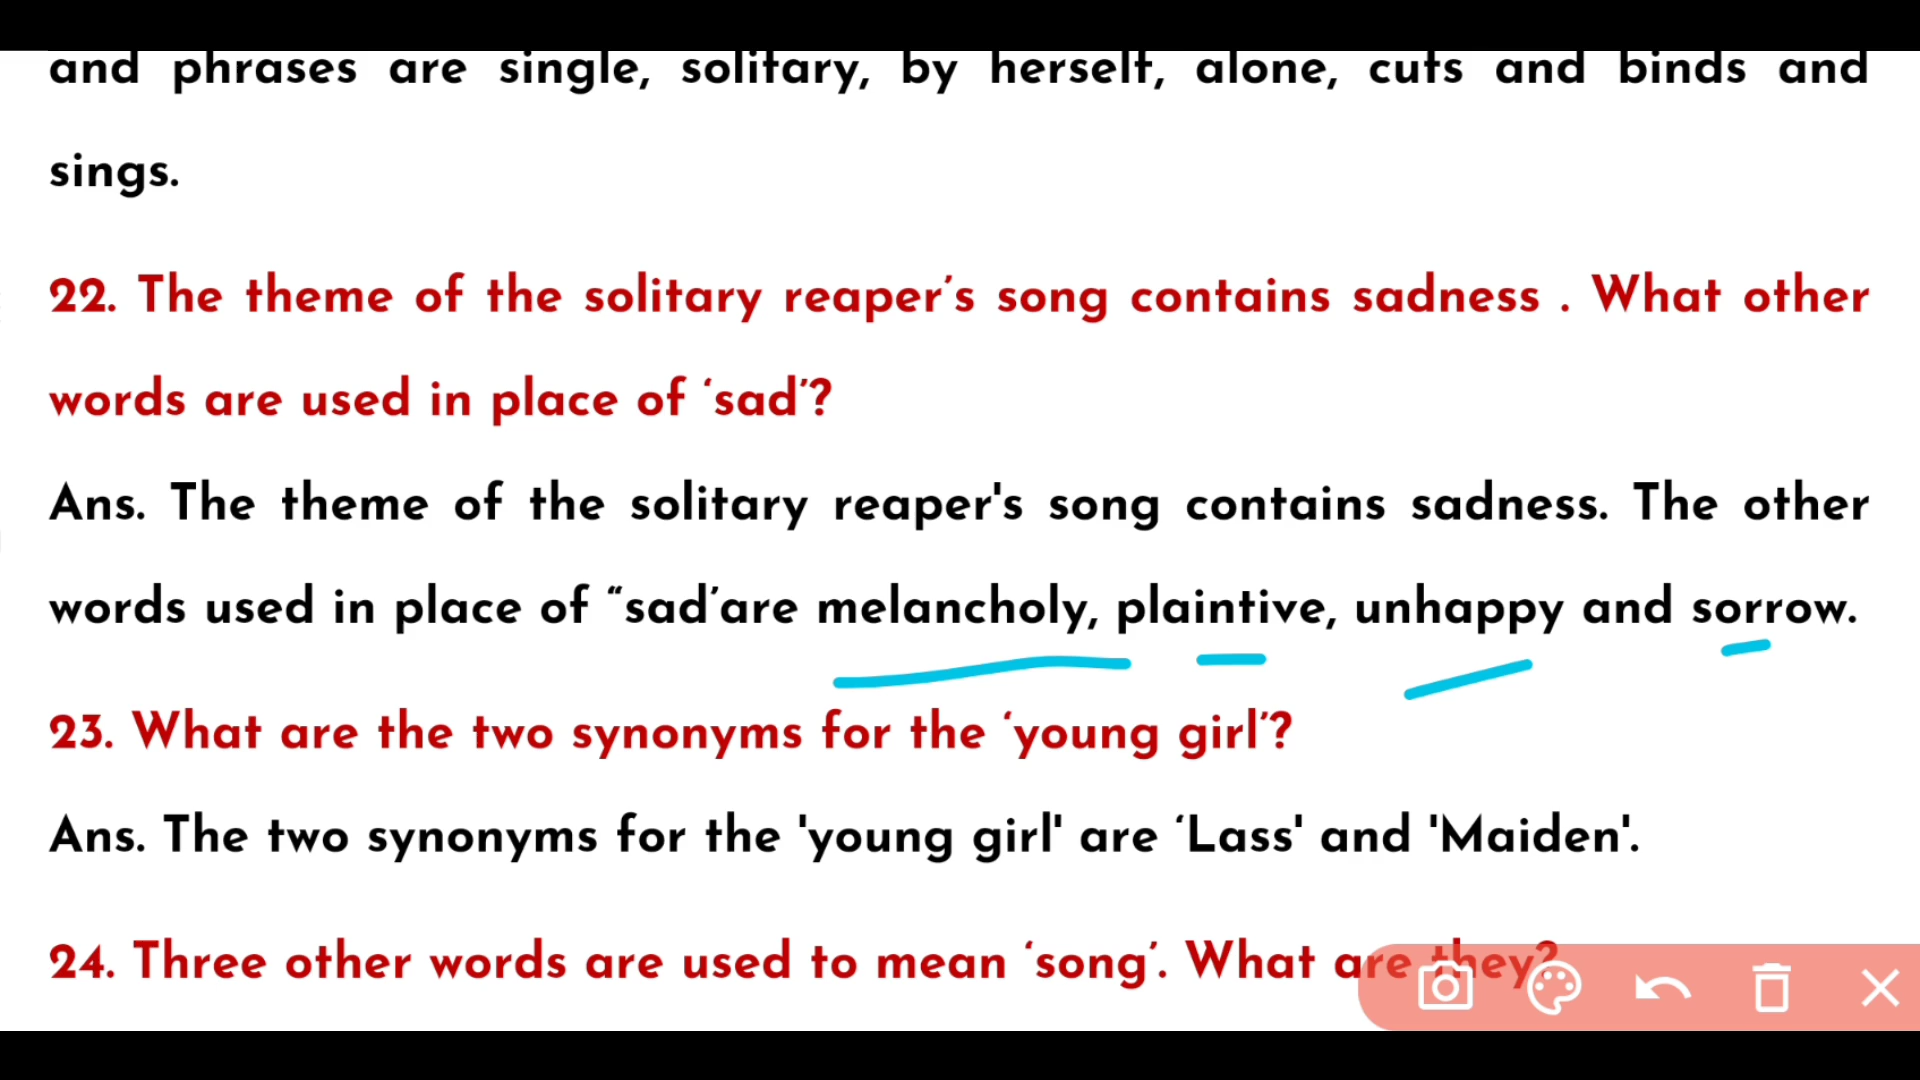 and phrases are single, solitary, by herself, alone, cuts and binds and
sings.
22. The theme of the solitary reaper’s song contains sadness . What other
words are used in place of ‘sad’?
Ans. The theme of the solitary reaper's song contains sadness. The other
words used in place of “sad’are melancholy, plaintive, unhappy and sorrow.
23. What are the two synonyms for the ‘young girl’?
Ans. The two synonyms for the 'young girl' are ‘Lass' and 'Maiden'.
24. Three other words are used to mean ‘song’. What are they?